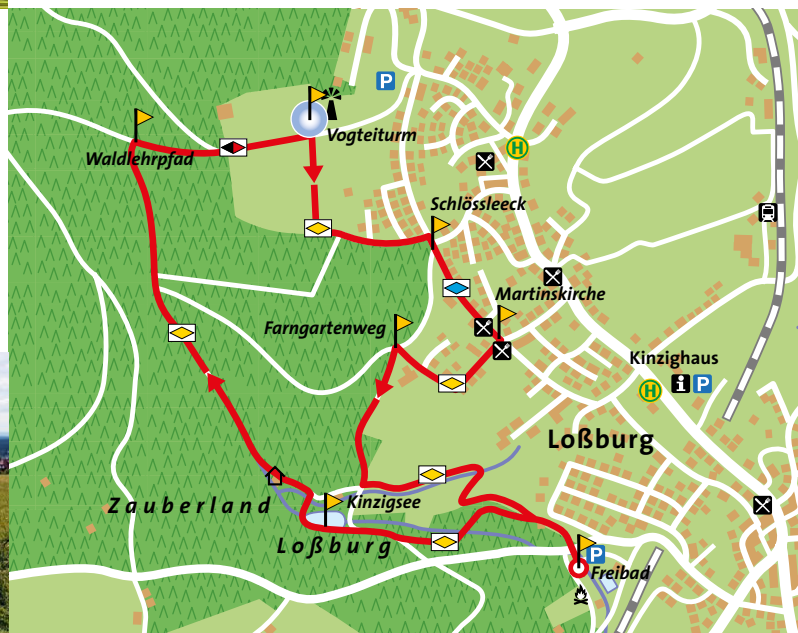 P
Vogteiturm
Waldlehrpfad
H
Schlössleeck
Martinskirche
Farngartenweg
Kinzighaus
H i P
Loßburg
Zauberland
Kinzigsee
Loßburg
P
Freibad